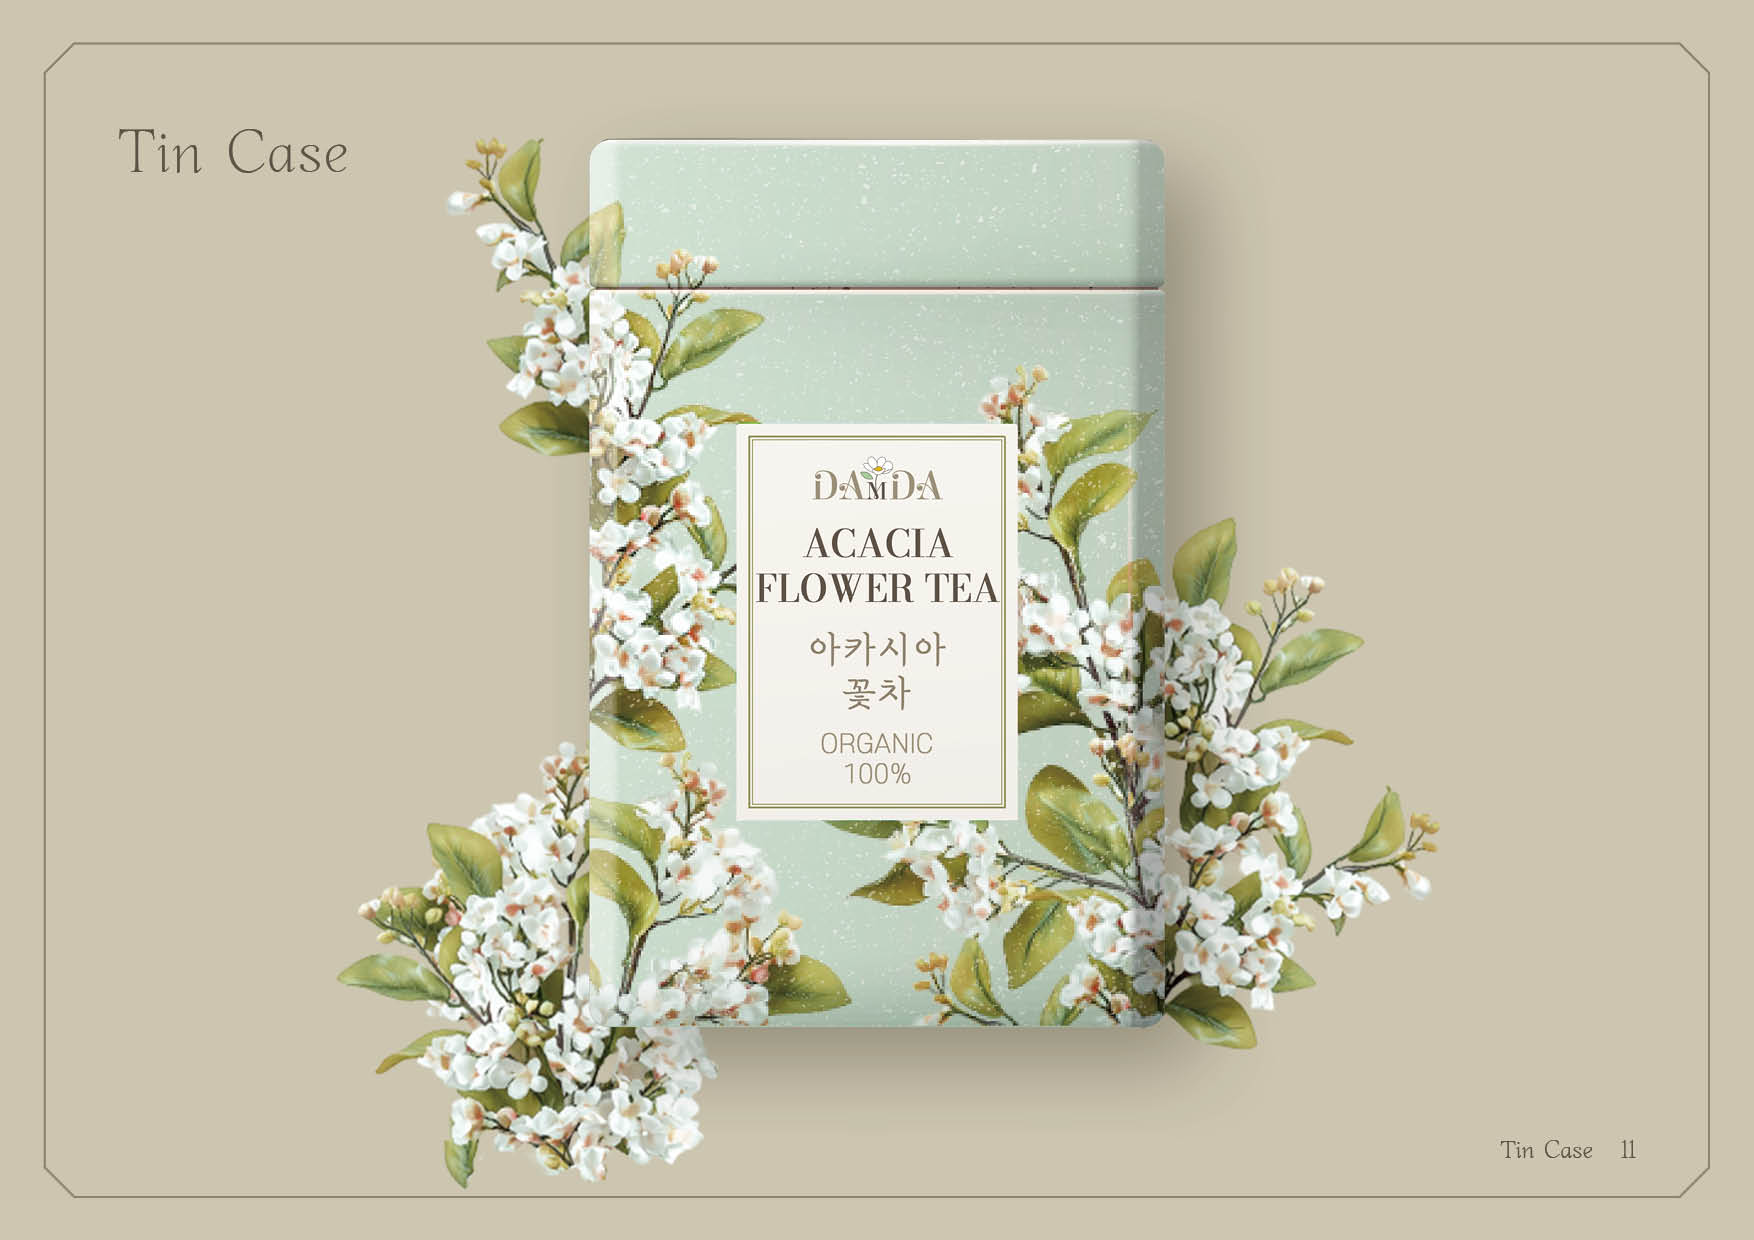 Tin Case
DAMDA
ACACIA
FLOWER TEA
아카시아
꽃차
ORGANIC
100%
Tin Case 11